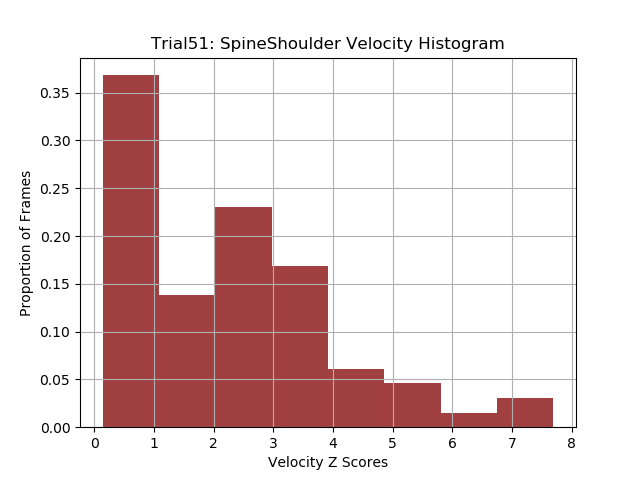 Trial51: SpineShoulder Velocity Histogram
Proportion of Frames
0.35
0.30
0.25
0.20
0.15
0.10
0.05
0.00
0 1 2 3 4 5 6 7 8
Velocity Z Scores